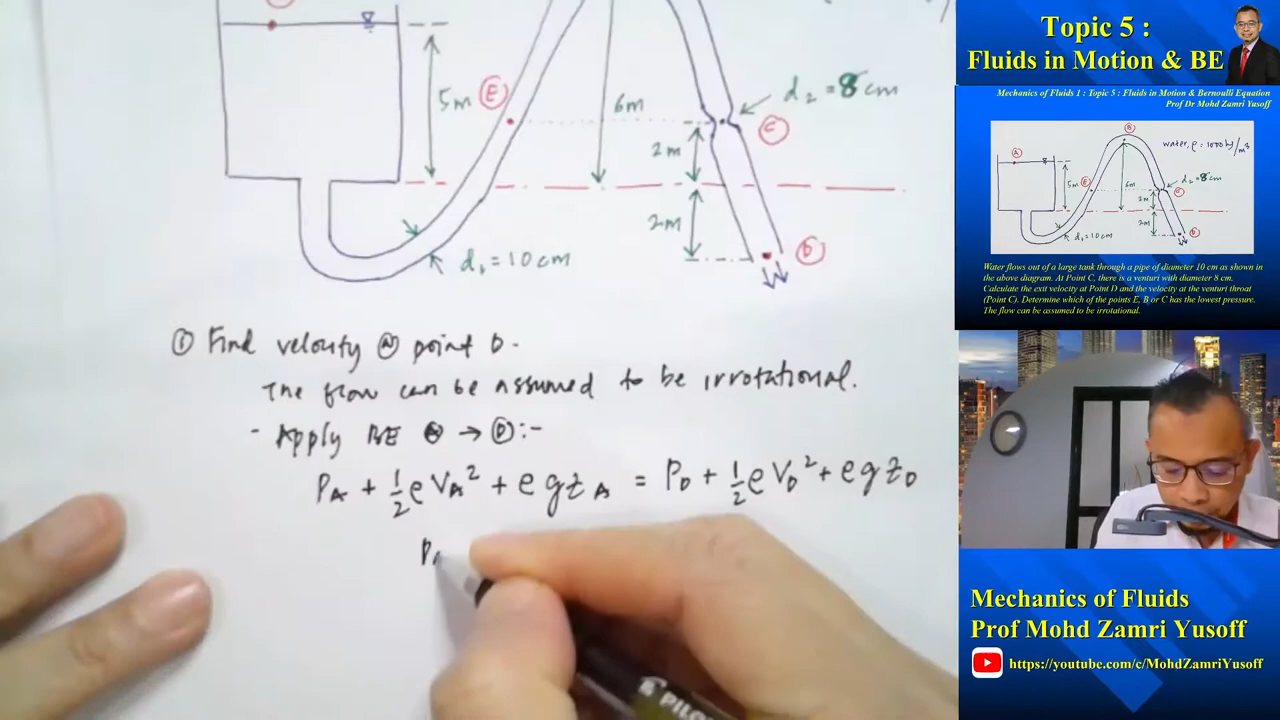 5m
E
6m
2m
2m
d₂ = 8cm
C
D
d₁ = 10 cm
① Find velocity @ point D.
The flow can be assumed to be irrotational.
- Apply BE A → D :-
PA + ½ρVA² + ρgzA = PD + ½ρVD² + ρgzD
PA
PILOT
Topic 5 :
Fluids in Motion & BE
Mechanics of Fluids 1 : Topic 5 : Fluids in Motion & Bernoulli Equation
Prof Dr Mohd Zamri Yusoff
A
B
water, ρ = 1000 kg/m³
5m
E
6m
2m
2m
d₂ = 8cm
C
D
d₁ = 10 cm
Water flows out of a large tank through a pipe of diameter 10 cm as shown in
the above diagram. At Point C, there is a venturi with diameter 8 cm.
Calculate the exit velocity at Point D and the velocity at the venturi throat
(Point C). Determine which of the points E, B or C has the lowest pressure.
The flow can be assumed to be irrotational.
Mechanics of Fluids
Prof Mohd Zamri Yusoff
https://youtube.com/c/MohdZamriYusoff